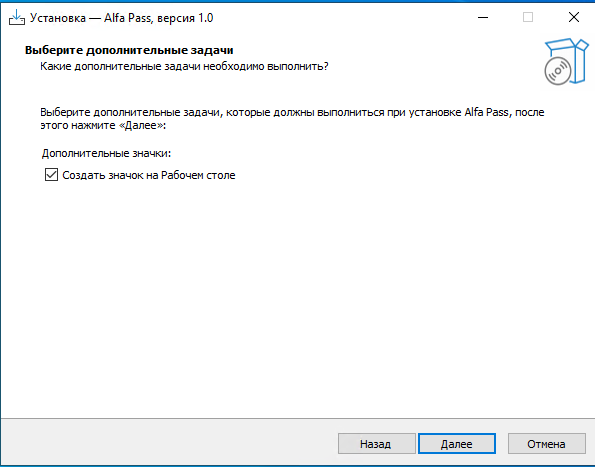 Установка — Alfa Pass, версия 1.0
Выберите дополнительные задачи
Какие дополнительные задачи необходимо выполнить?
Выберите дополнительные задачи, которые должны выполниться при установке Alfa Pass, после
этого нажмите «Далее»:
Дополнительные значки:
Создать значок на Рабочем столе
Назад
Далее
Отмена